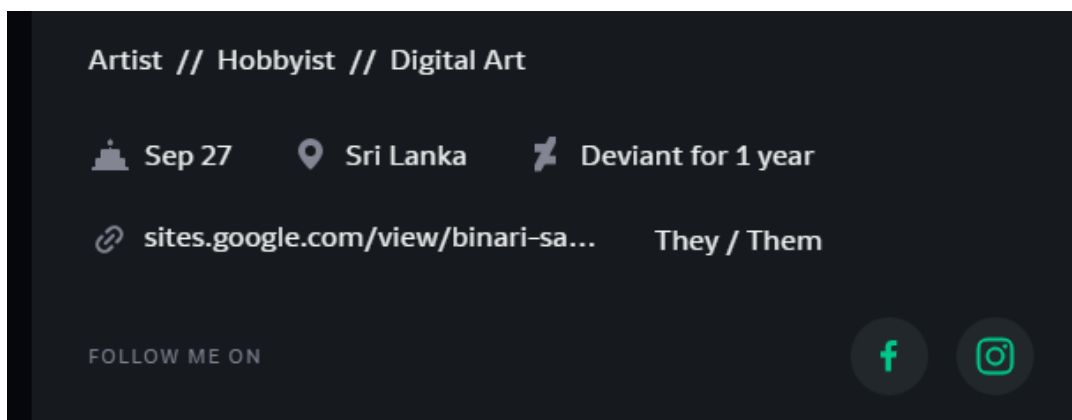 Artist // Hobbyist // Digital Art
Sep 27 Sri Lanka Deviant for 1 year
sites.google.com/view/binari-sa... They / Them
FOLLOW ME ON